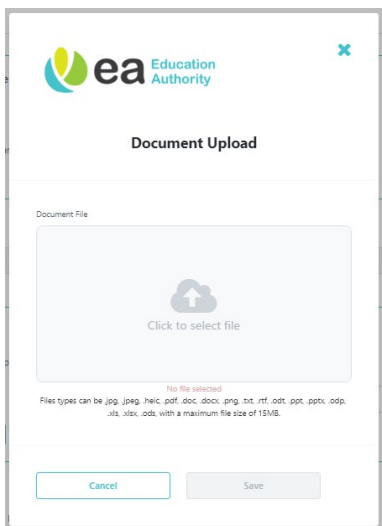 ea Education
Authority
Document Upload
Document File
Click to select file
No file selected
Files types can be .jpg, .jpeg, .heic, .pdf, .doc, .docx, .png, .txt, .rtf, .odt, .ppt, .pptx, .odp,
.xls, .xlsx, .ods, with a maximum file size of 15MB.
Cancel Save